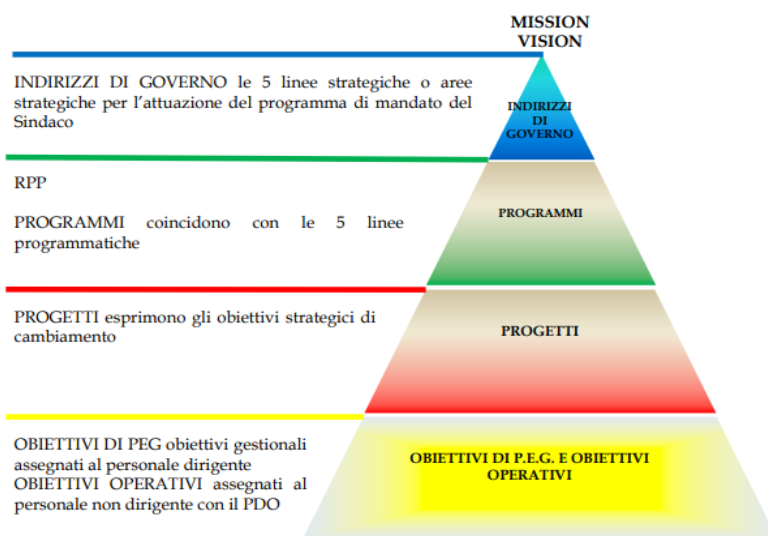 MISSION
VISION
INDIRIZZI DI GOVERNO le 5 linee strategiche o aree
strategiche per l'attuazione del programma di mandato del
Sindaco
INDIRIZZI
DI
GOVERNO
RPP
PROGRAMMI coincidono con le 5 linee
programmatiche
PROGRAMMI
PROGETTI esprimono gli obiettivi strategici di
cambiamento
PROGETTI
OBIETTIVI DI PEG obiettivi gestionali
assegnati al personale dirigente
OBIETTIVI OPERATIVI assegnati al
personale non dirigente con il PDO
OBIETTIVI DI P.E.G. E OBIETTIVI
OPERATIVI